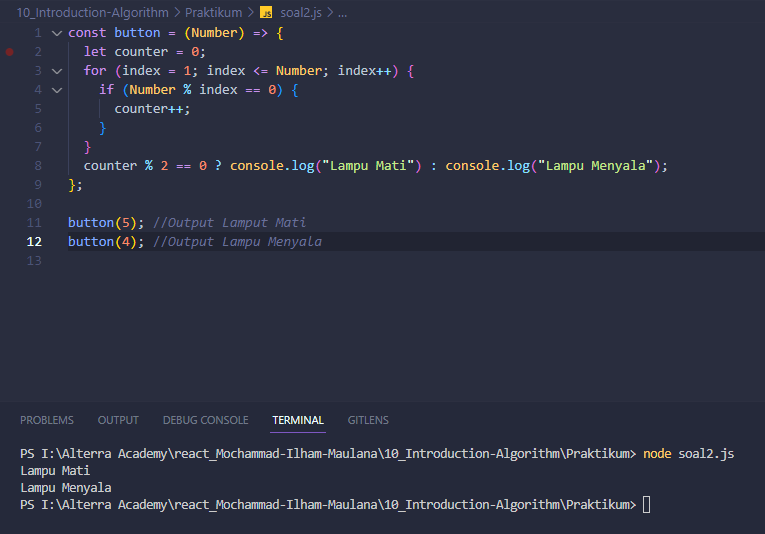 10_Introduction-Algorithm > Praktikum > JS soal2.js > ...
1 const button = (Number) => {
2   let counter = 0;
3   for (index = 1; index <= Number; index++) {
4     if (Number % index == 0) {
5       counter++;
6     }
7   }
8   counter % 2 == 0 ? console.log("Lampu Mati") : console.log("Lampu Menyala");
9 };
10
11 button(5); //Output Lamput Mati
12 button(4); //Output Lampu Menyala
13
PROBLEMS OUTPUT DEBUG CONSOLE TERMINAL GITLENS
PS I:\Alterra Academy\react_Mochammad-Ilham-Maulana\10_Introduction-Algorithm\Praktikum> node soal2.js
Lampu Mati
Lampu Menyala
PS I:\Alterra Academy\react_Mochammad-Ilham-Maulana\10_Introduction-Algorithm\Praktikum>